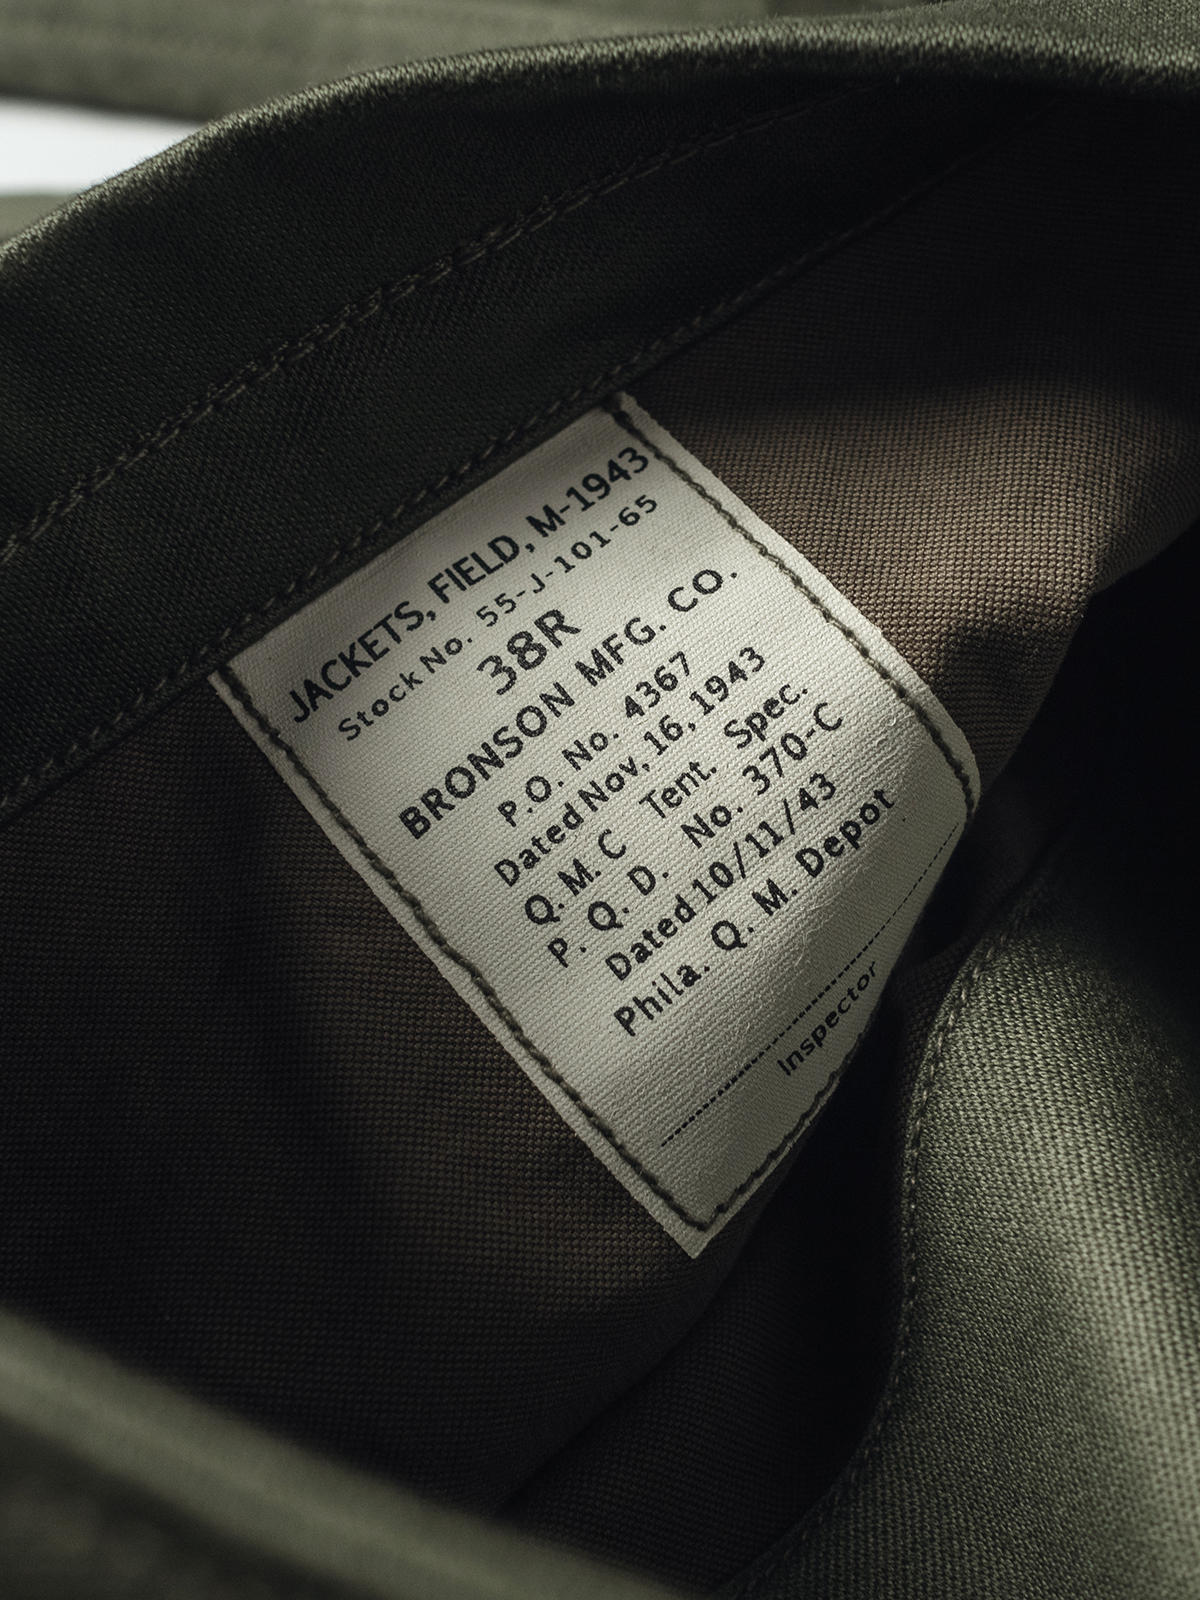 JACKETS, FIELD, M-1943
Stock No. 55-J-101-65
38R
BRONSON MFG. CO.
P.O. No. 4367
Dated Nov, 16, 1943
Q.M.C Tent. Spec.
P. Q. D. No. 370-C
Dated 10/11/43
Phila. Q. M. Depot
Inspector